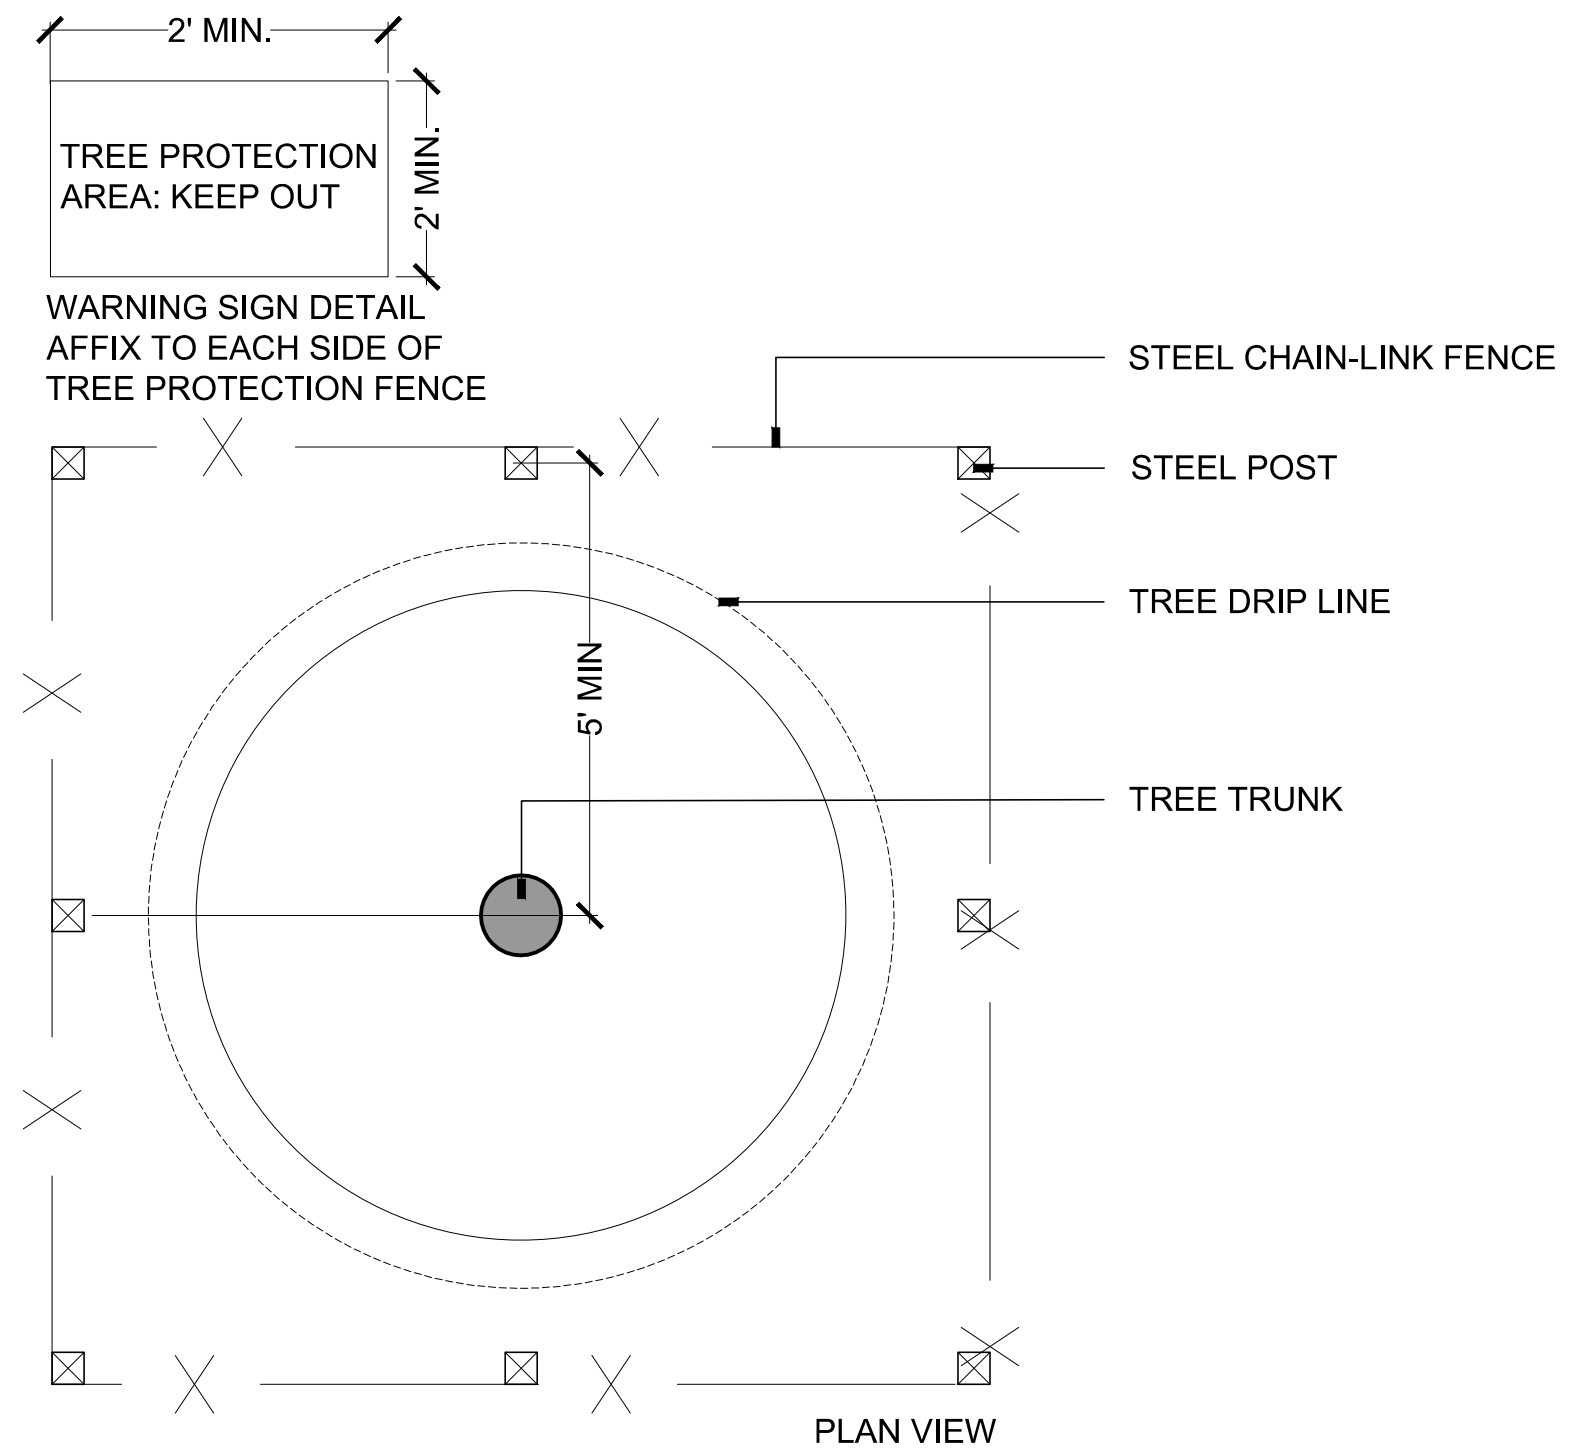 2' MIN.
TREE PROTECTION
AREA: KEEP OUT
2' MIN.
WARNING SIGN DETAIL
AFFIX TO EACH SIDE OF
TREE PROTECTION FENCE
STEEL CHAIN-LINK FENCE
STEEL POST
TREE DRIP LINE
5' MIN
TREE TRUNK
PLAN VIEW